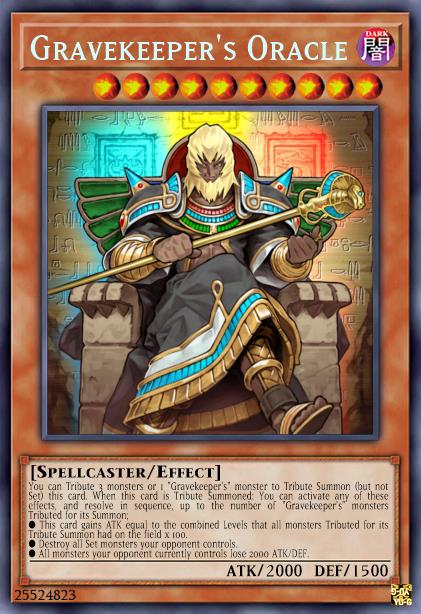 Gravekeeper's Oracle
DARK
闇
[Spellcaster/Effect]
You can Tribute 3 monsters or 1 "Gravekeeper's" monster to Tribute Summon (but not
Set) this card. When this card is Tribute Summoned: You can activate any of these
effects, and resolve in sequence, up to the number of "Gravekeeper's" monsters
Tributed for its Summon;
● This card gains ATK equal to the combined Levels that all monsters Tributed for its
Tribute Summon had on the field x 100.
● Destroy all Set monsters your opponent controls.
● All monsters your opponent currently controls lose 2000 ATK/DEF.
ATK/2000 DEF/1500
25524823